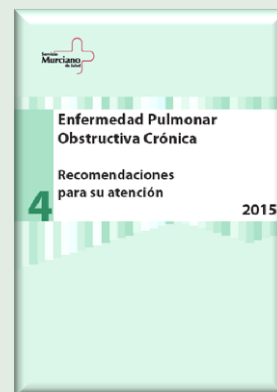 Servicio
Murciano
de Salud
Enfermedad Pulmonar
Obstructiva Crónica
Recomendaciones
para su atención
4
2015